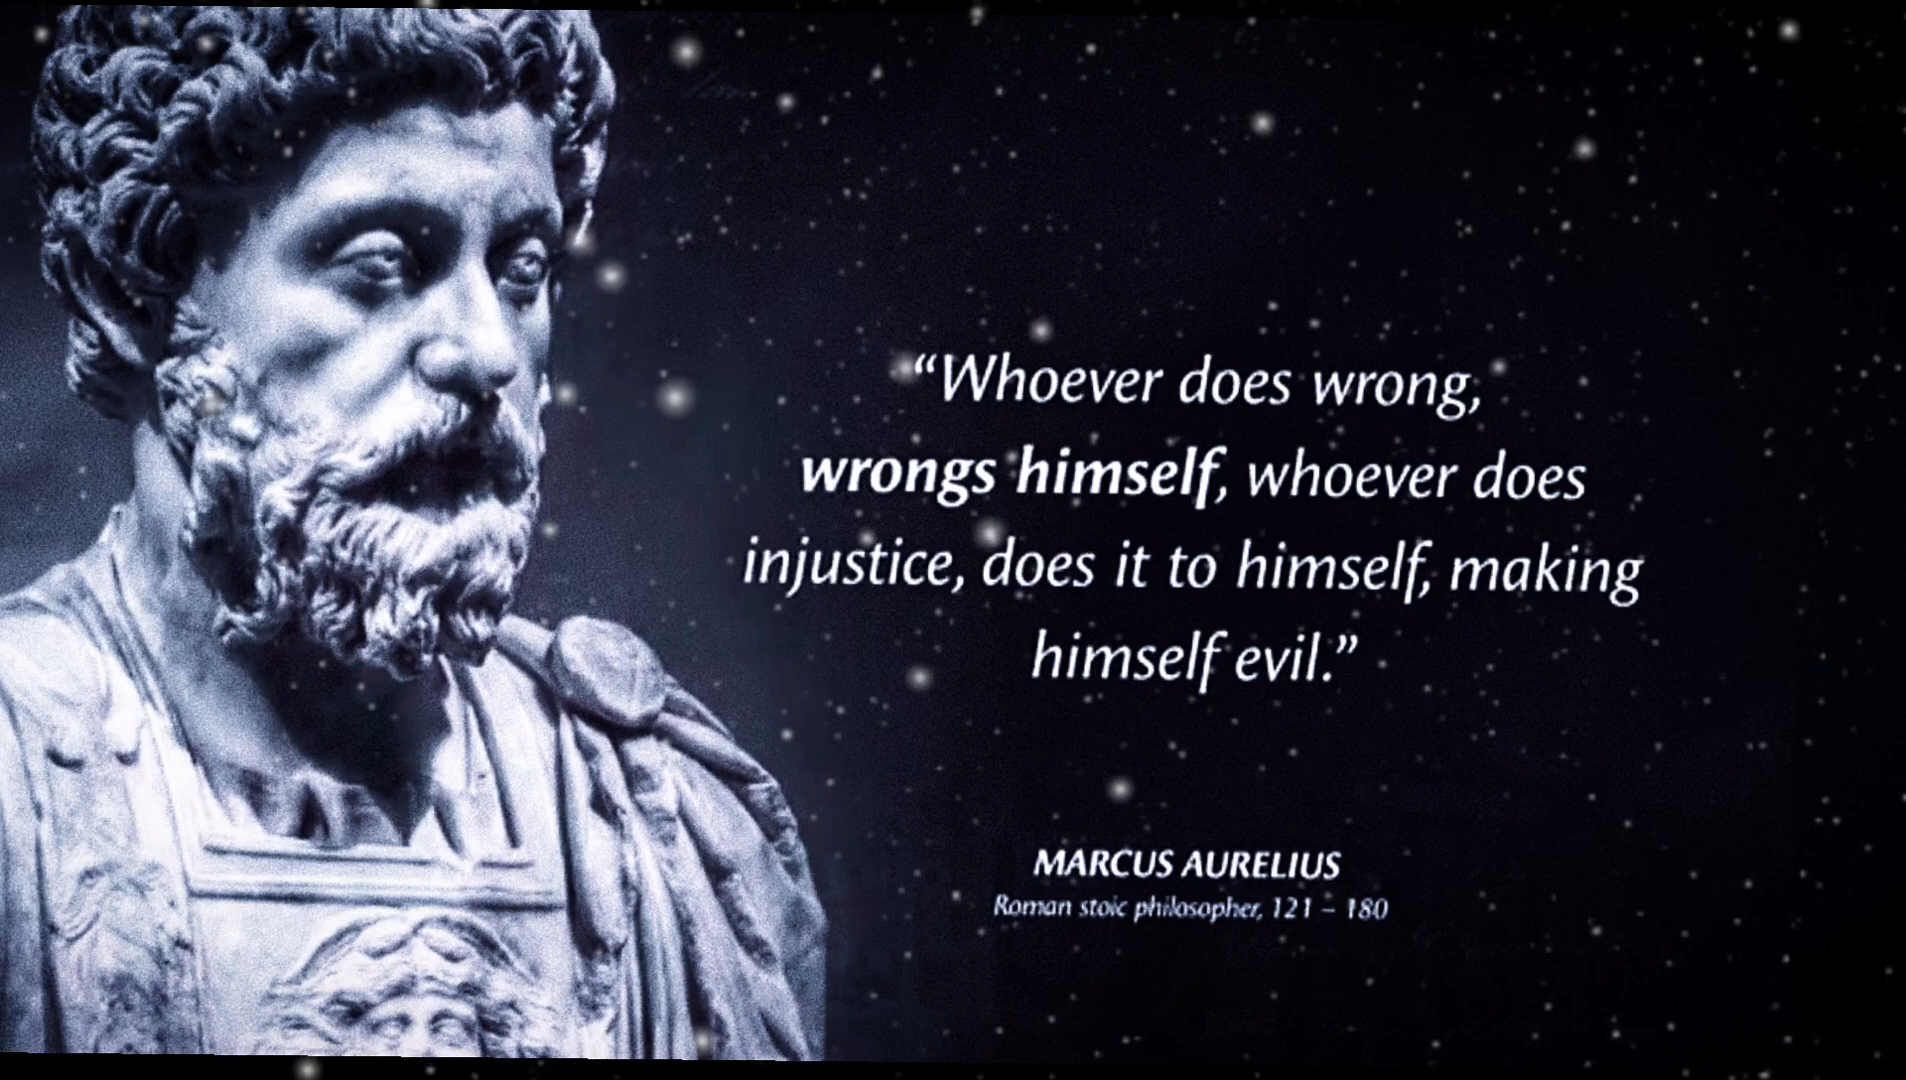 “Whoever does wrong,
wrongs himself, whoever does
injustice, does it to himself, making
himself evil.”
MARCUS AURELIUS
Roman stoic philosopher, 121 – 180